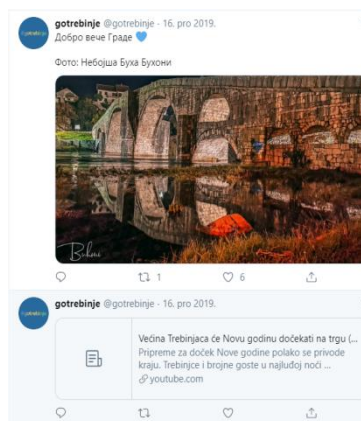 gotrebinje @gotrebinje · 16. pro 2019.
Добро вече Граде 💙
Фото: Небојша Буха Бухони
Buhoni
1
6
gotrebinje @gotrebinje · 16. pro 2019.
Većina Trebinjaca će Novu godinu dočekati na trgu (...
Pripreme za doček Nove godine polako se privode
kraju. Trebinjce i brojne goste u najluđoj noći ...
youtube.com